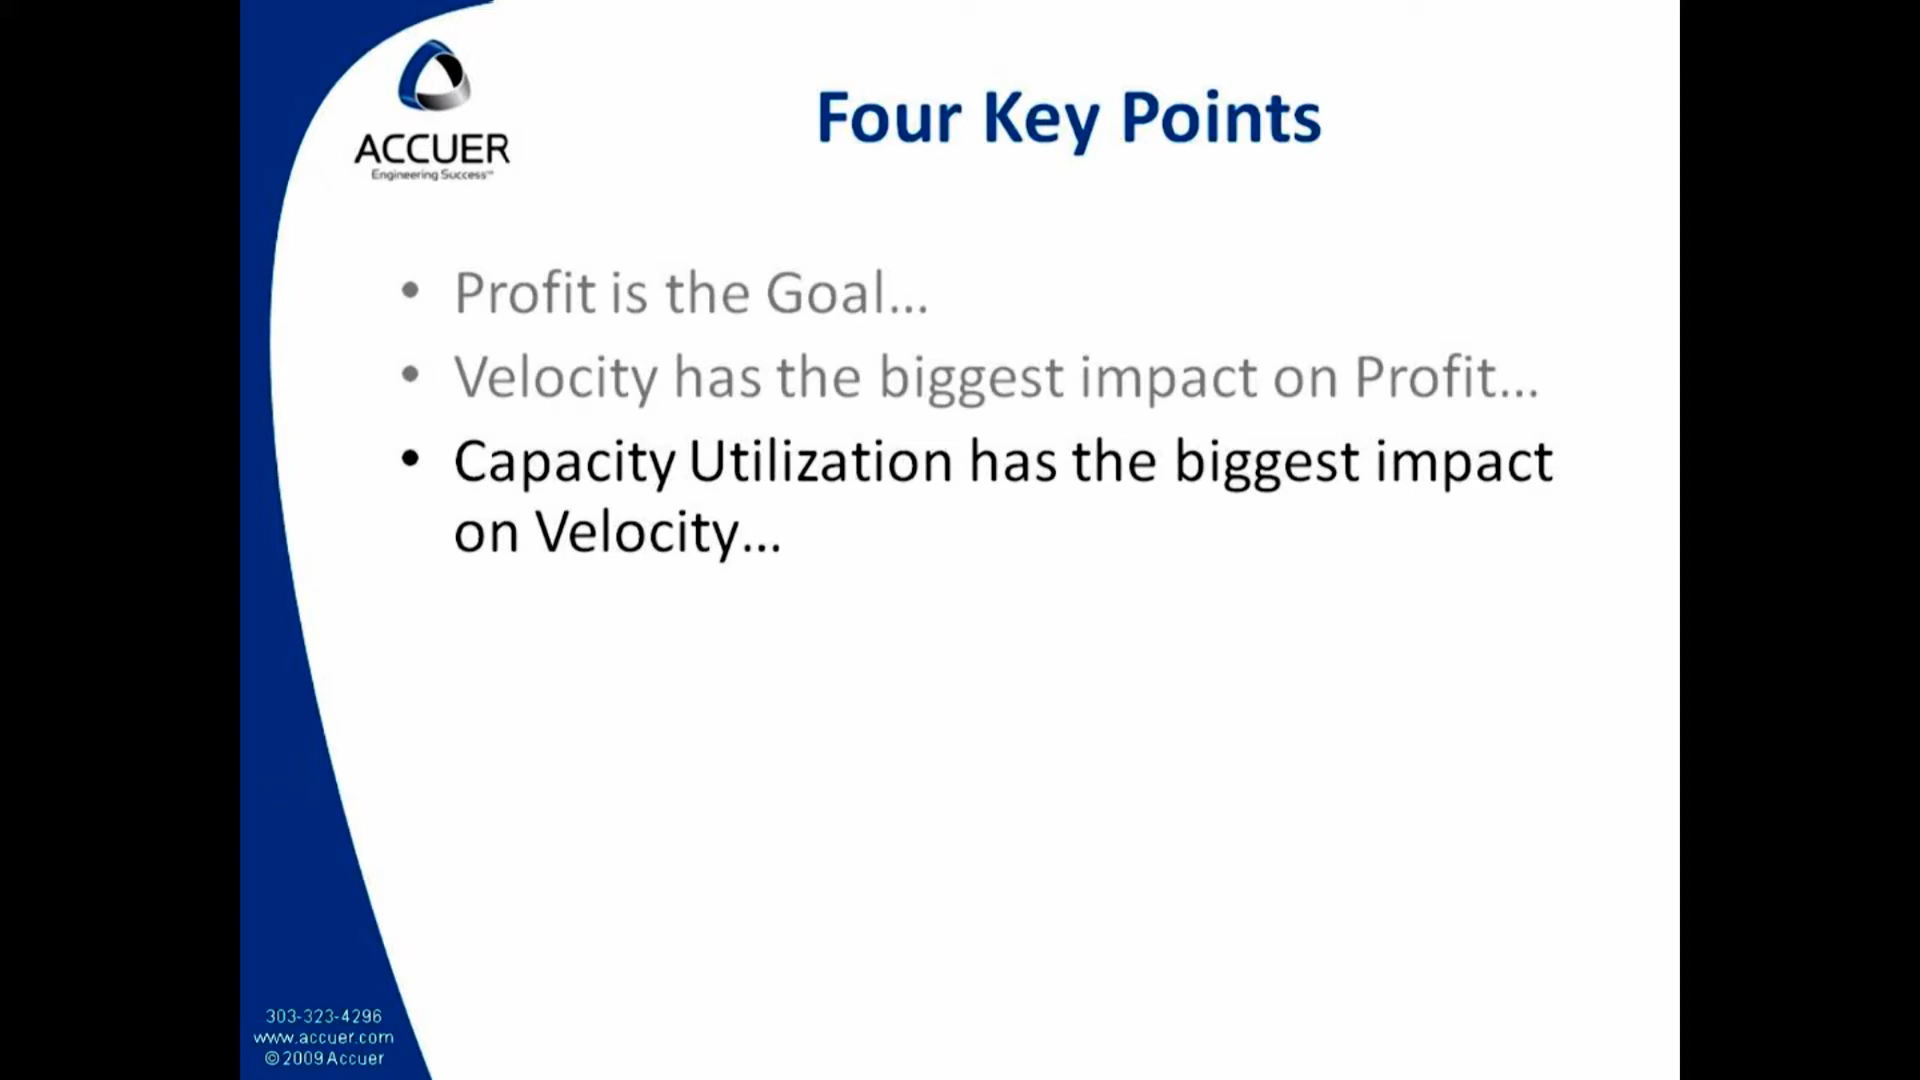 ACCUER
Engineering Success™
Four Key Points
• Profit is the Goal...
• Velocity has the biggest impact on Profit...
• Capacity Utilization has the biggest impact
on Velocity...
303-323-4296
www.accuer.com
©2009 Accuer